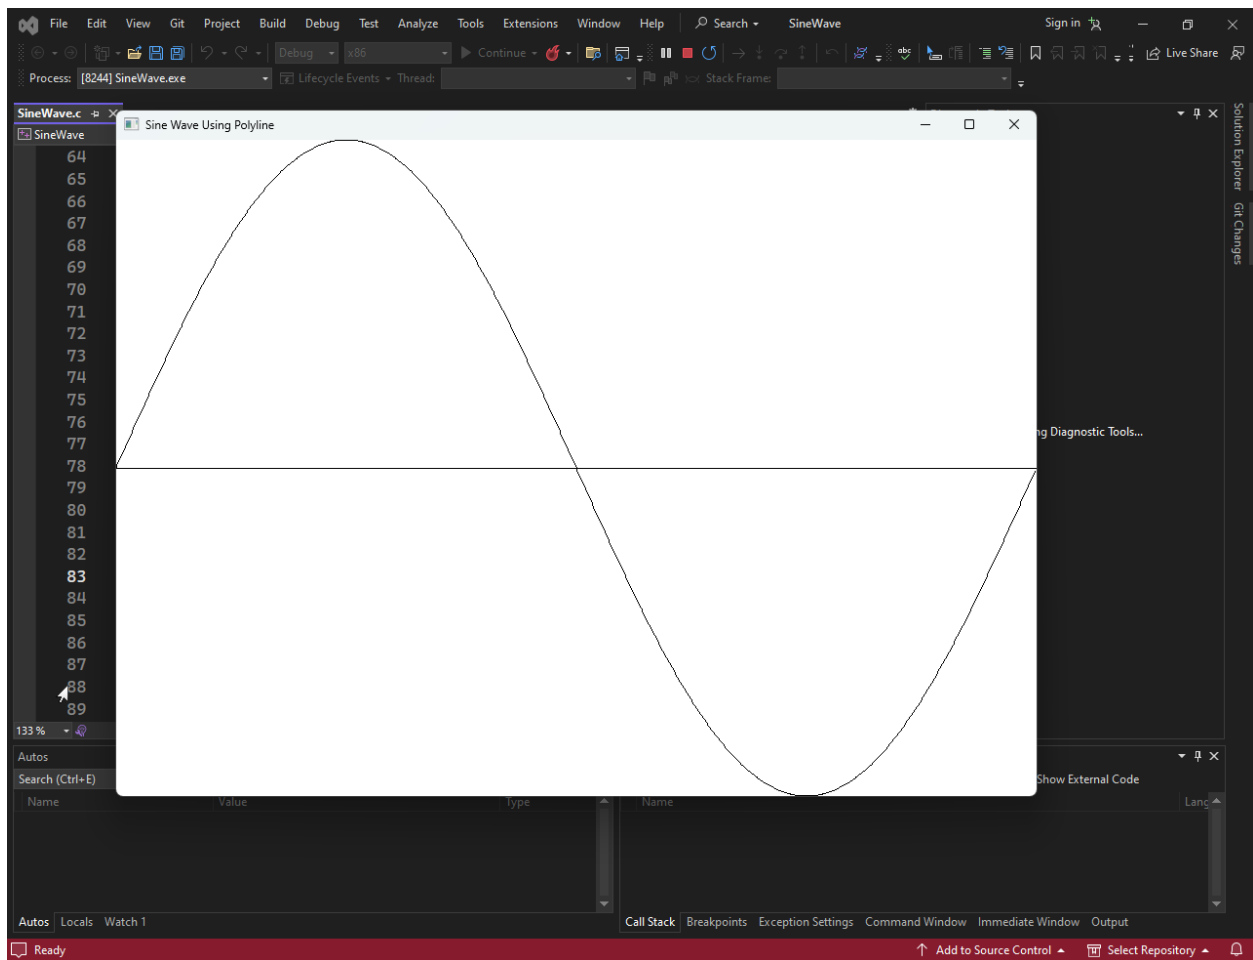 File Edit View Git Project Build Debug Test Analyze Tools Extensions Window Help Search SineWave Sign in
Debug x86 Continue Live Share
Process: [8244] SineWave.exe Lifecycle Events Thread: Stack Frame:
SineWave.c
Sine Wave Using Polyline
SineWave
64
65
66
67
68
69
70
71
72
73
74
75
76
77
78
79
80
81
82
83
84
85
86
87
88
89
Diagnostic Tools...
Solution Explorer
Git Changes
133 %
Autos
Search (Ctrl+E)
Show External Code
Name Value Type
Name Lang
Autos Locals Watch 1
Call Stack Breakpoints Exception Settings Command Window Immediate Window Output
Ready Add to Source Control Select Repository